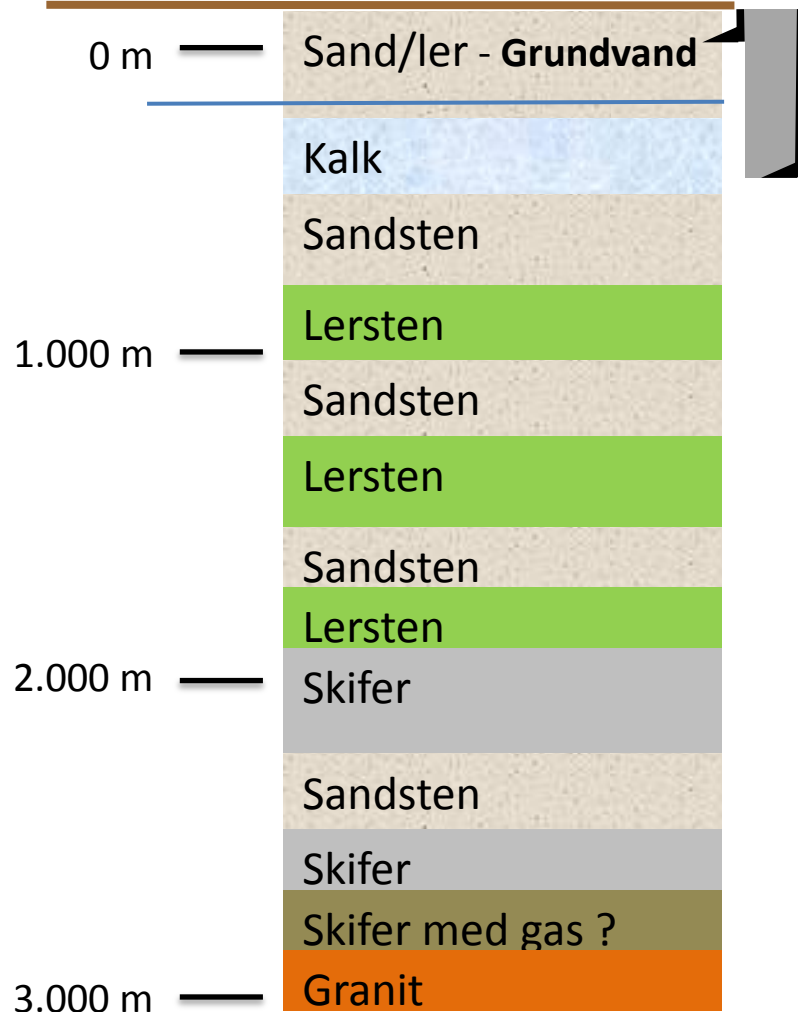 0 m
Sand/ler - Grundvand
Kalk
Sandsten
Lersten
1.000 m
Sandsten
Lersten
Sandsten
Lersten
2.000 m
Skifer
Sandsten
Skifer
Skifer med gas ?
Granit
3.000 m